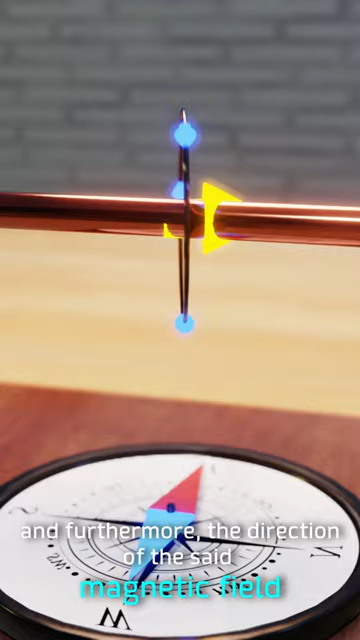 and furthermore, the direction
of the said
magnetic field
W